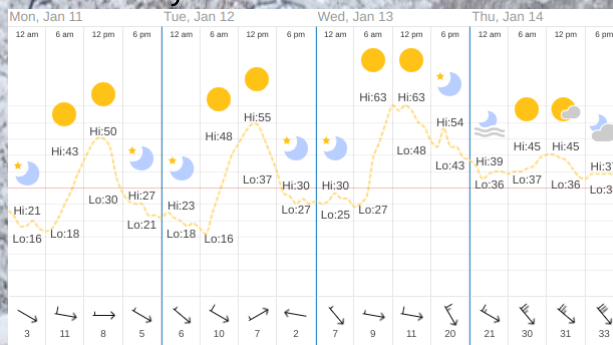 Mon, Jan 11 Tue, Jan 12 Wed, Jan 13 Thu, Jan 14
12 am 6 am 12 pm 6 pm 12 am 6 am 12 pm 6 pm 12 am 6 am 12 pm 6 pm 12 am 6 am 12 pm 6 p
Hi:63 Hi:63
Hi:55 Hi:54
Hi:50
Hi:43 Hi:48 Lo:48 Hi:45 Hi:45
Lo:43 Hi:39 Hi:3
Lo:37 Lo:36 Lo:37 Lo:36 Lo:3
Lo:30 Hi:27 Hi:30 Hi:30
Hi:21 Hi:23 Lo:27 Lo:25 Lo:27
Lo:21
Lo:16 Lo:18 Lo:18 Lo:16
3 11 8 5 6 10 7 2 7 9 11 20 21 30 31 33